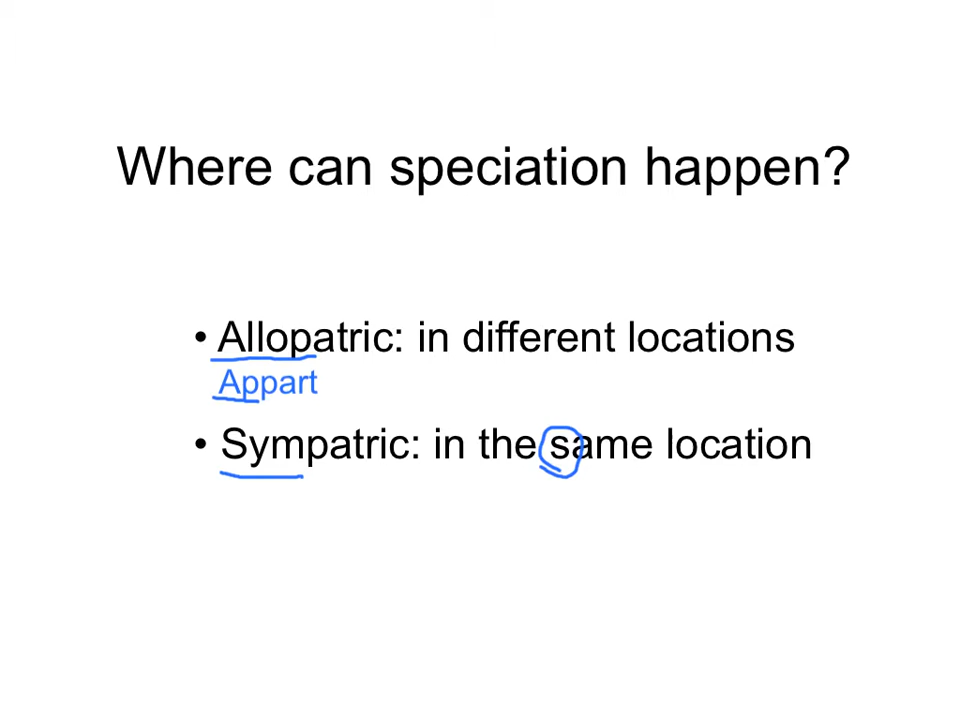 Where can speciation happen?
• Allopatric: in different locations
Appart
• Sympatric: in the same location